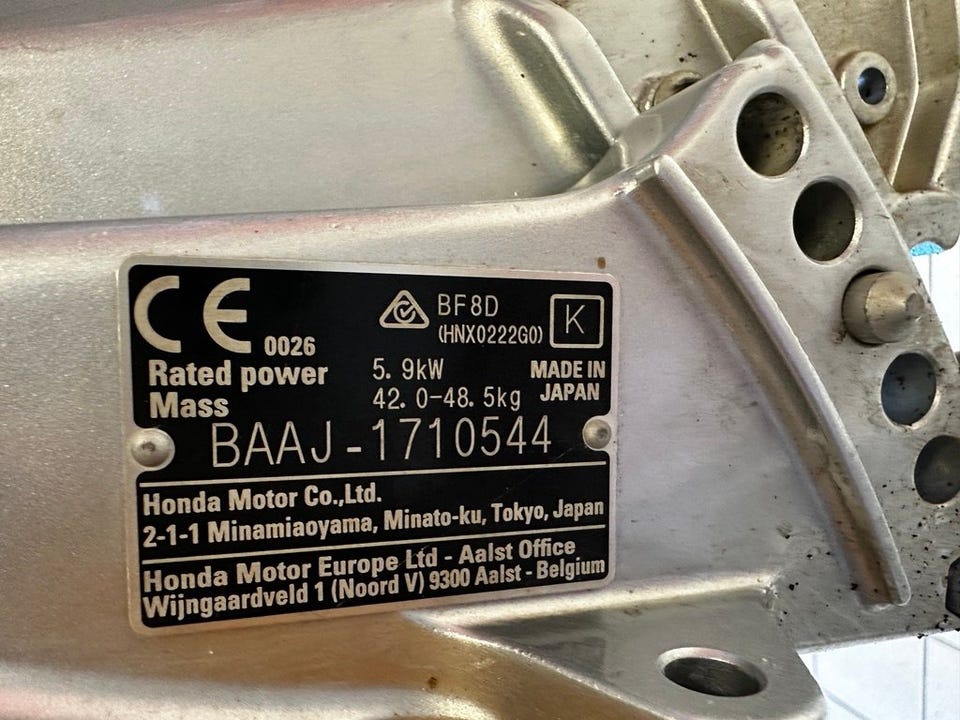 CE 0026
BF8D
(HNX0222G0)
K
Rated power 5.9kW
Mass 42.0-48.5kg
MADE IN
JAPAN
BAAJ-1710544
Honda Motor Co.,Ltd.
2-1-1 Minamiaoyama, Minato-ku, Tokyo, Japan
Honda Motor Europe Ltd - Aalst Office
Wijngaardveld 1 (Noord V) 9300 Aalst - Belgium